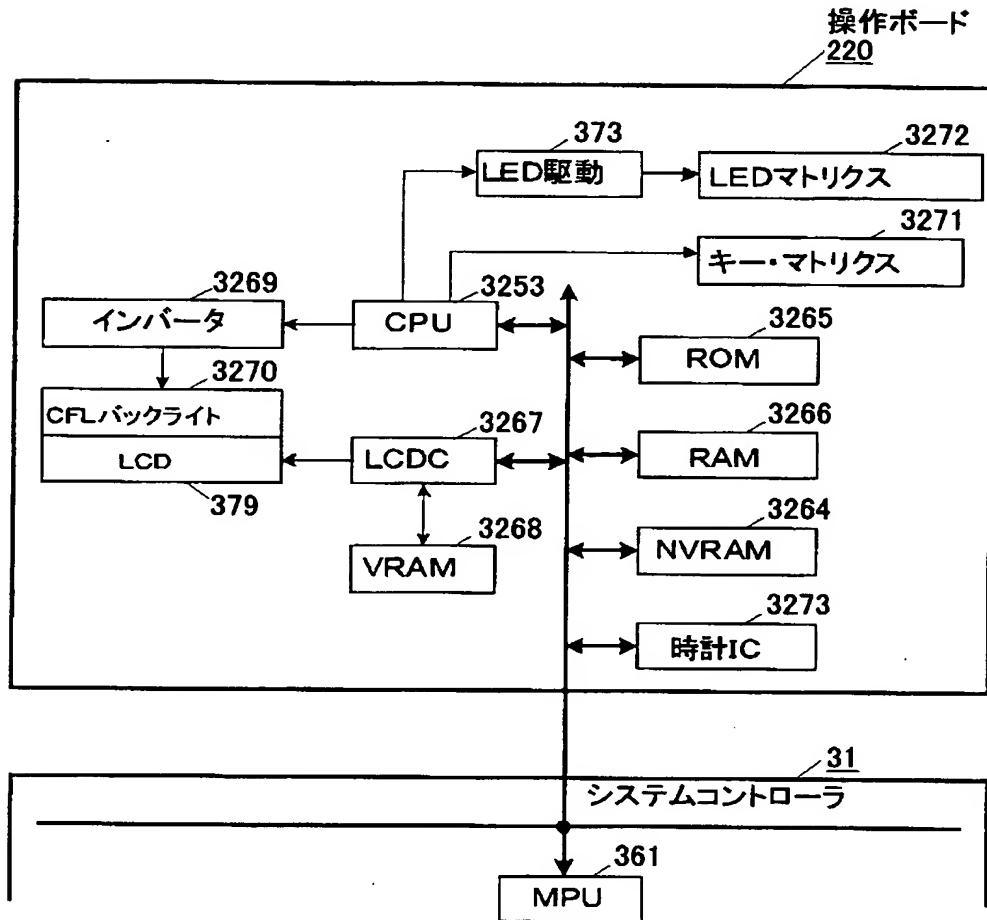 操作ボード
220
373
LED駆動
3272
LEDマトリクス
3271
キー・マトリクス
3269
インバータ
3253
CPU
3265
ROM
3270
CFLバックライト
LCD
379
3267
LCDC
3266
RAM
3268
VRAM
3264
NVRAM
3273
時計IC
31
システムコントローラ
361
MPU